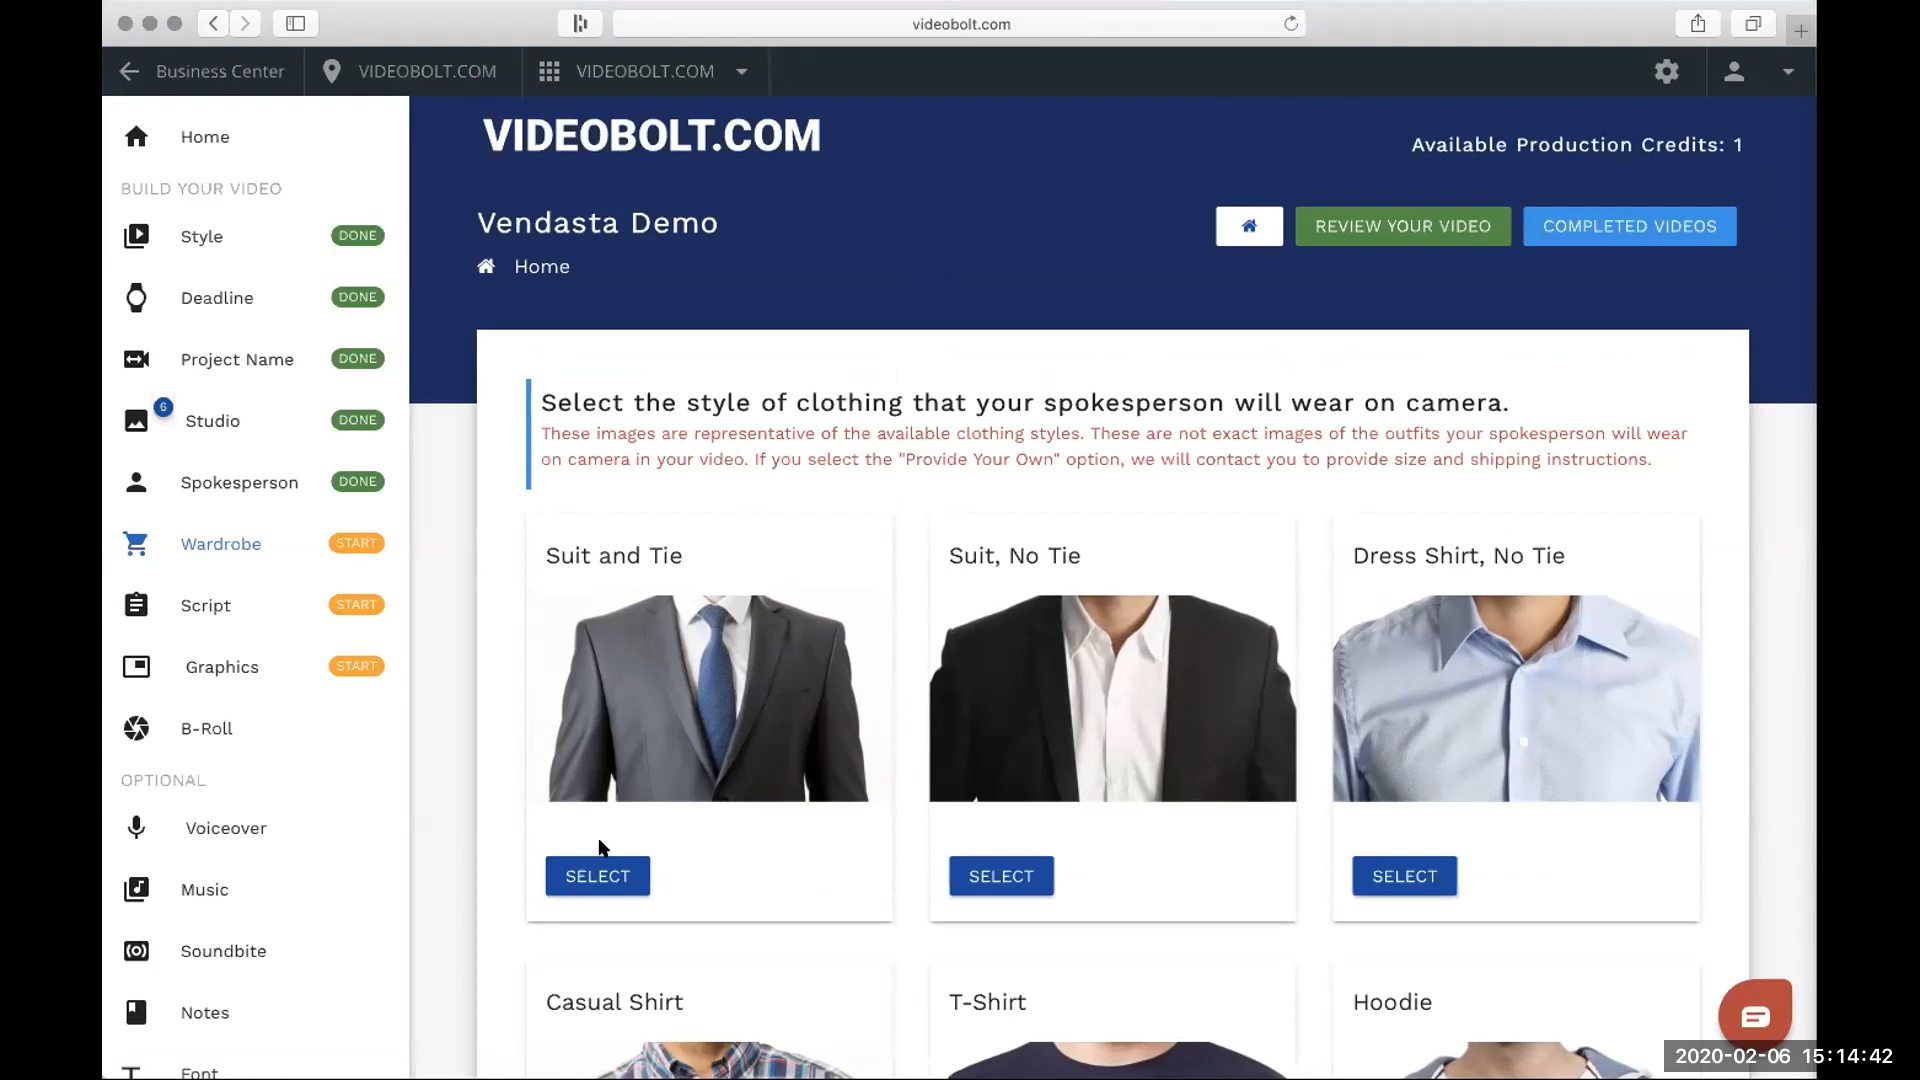 videobolt.com
Business Center
VIDEOBOLT.COM
VIDEOBOLT.COM
Home
BUILD YOUR VIDEO
Style DONE
Deadline DONE
Project Name DONE
6
Studio DONE
Spokesperson DONE
Wardrobe START
Script START
Graphics START
B-Roll
OPTIONAL
Voiceover
Music
Soundbite
Notes
Font
VIDEOBOLT.COM
Available Production Credits: 1
Vendasta Demo
REVIEW YOUR VIDEO
COMPLETED VIDEOS
Home
Select the style of clothing that your spokesperson will wear on camera.
These images are representative of the available clothing styles. These are not exact images of the outfits your spokesperson will wear
on camera in your video. If you select the "Provide Your Own" option, we will contact you to provide size and shipping instructions.
Suit and Tie
Suit, No Tie
Dress Shirt, No Tie
SELECT
SELECT
SELECT
Casual Shirt
T-Shirt
Hoodie
2020-02-06 15:14:42